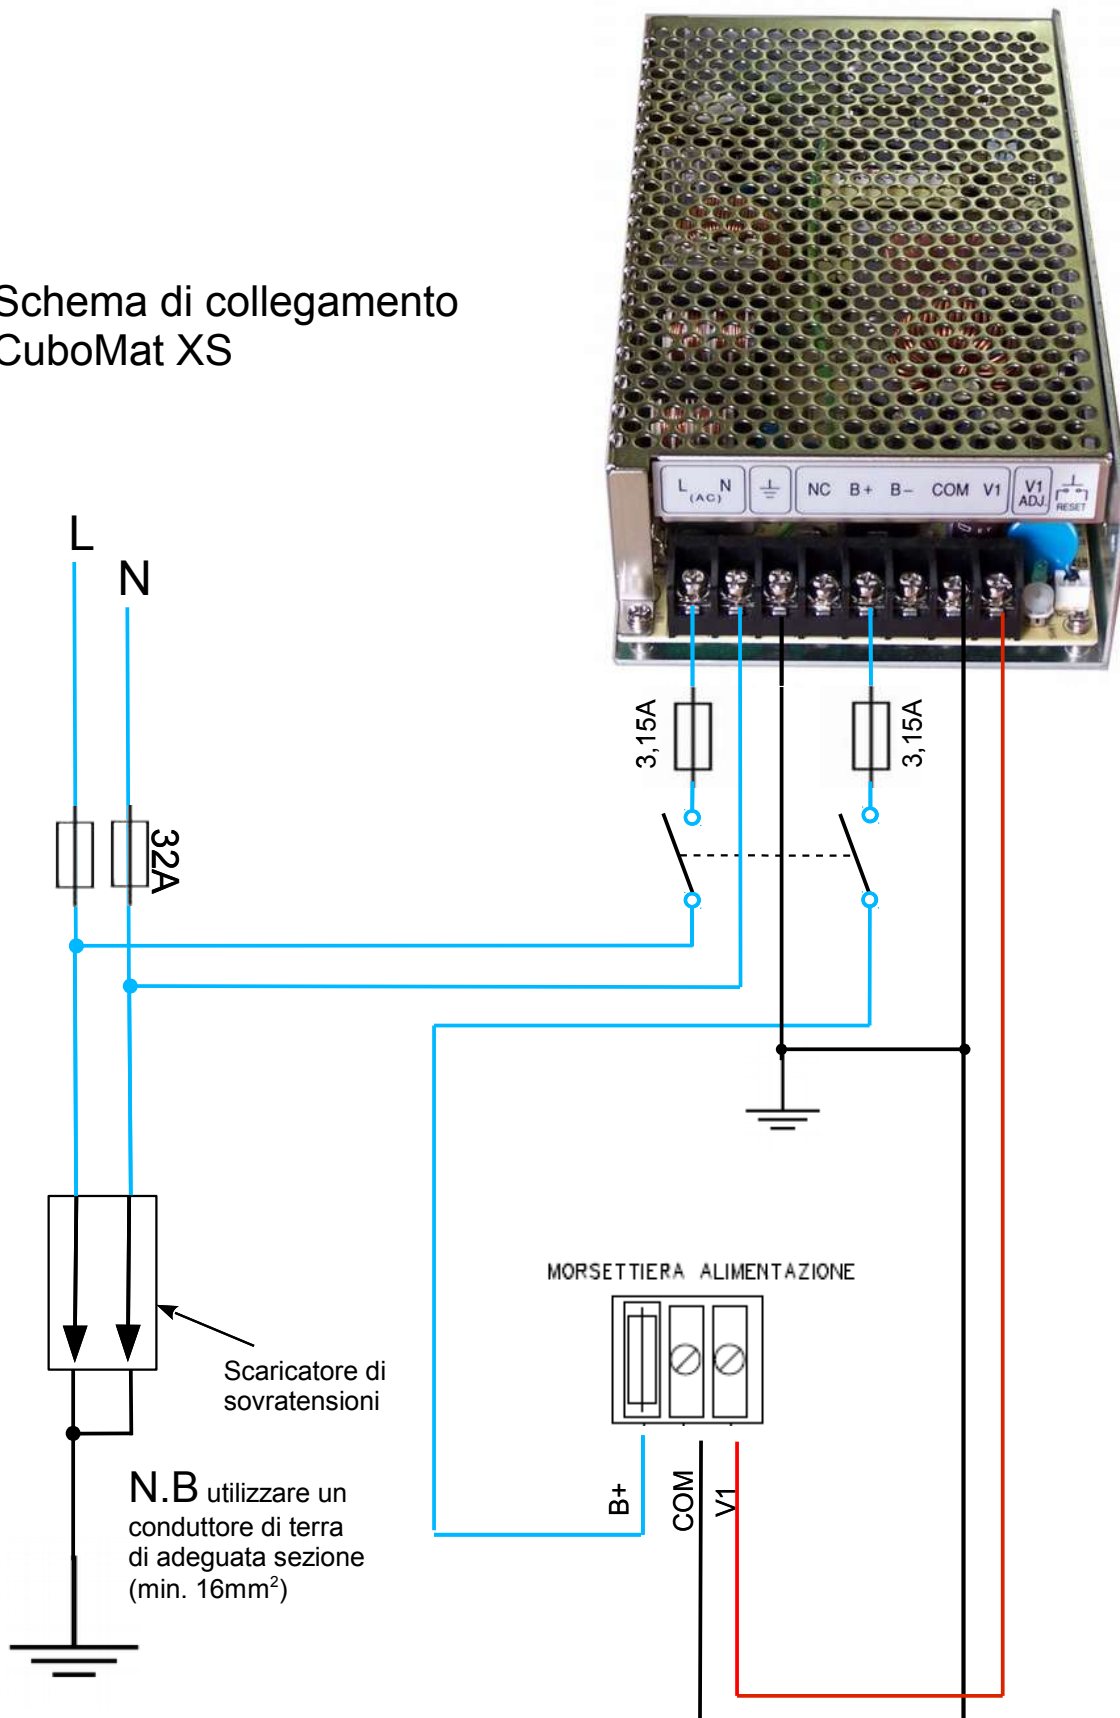 Schema di collegamento
CuboMat XS
L N
(AC)
NC B+ B- COM V1
V1
ADJ.
RESET
L
N
3,15A
3,15A
32A
MORSETTIERA ALIMENTAZIONE
Scaricatore di
sovratensioni
B+
COM
V1
N.B utilizzare un
conduttore di terra
di adeguata sezione
(min. 16mm²)